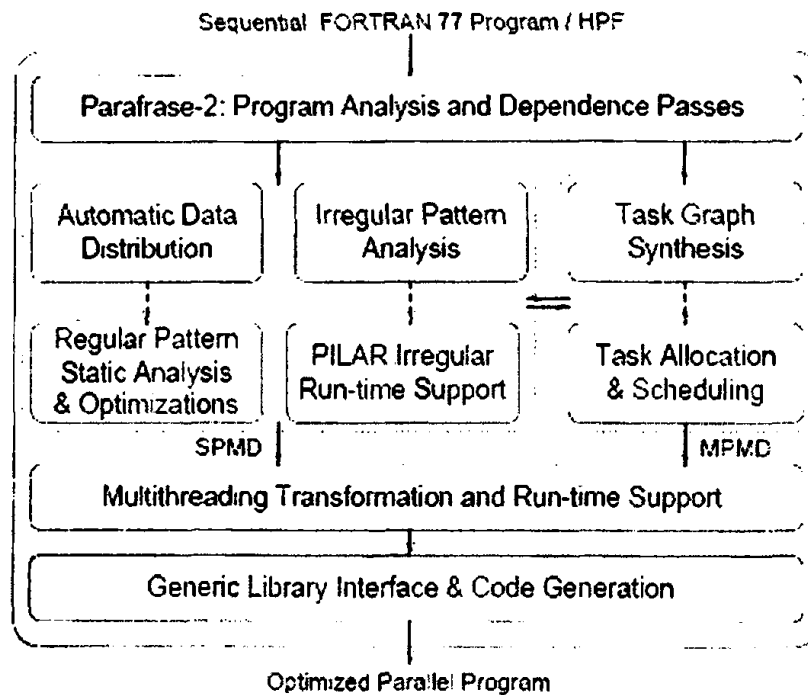 Sequential FORTRAN 77 Program / HPF
Parafrase-2: Program Analysis and Dependence Passes
Automatic Data
Distribution
Irregular Pattern
Analysis
Task Graph
Synthesis
Regular Pattern
Static Analysis
& Optimizations
PILAR Irregular
Run-time Support
Task Allocation
& Scheduling
SPMD
MPMD
Multithreading Transformation and Run-time Support
Generic Library Interface & Code Generation
Optimized Parallel Program